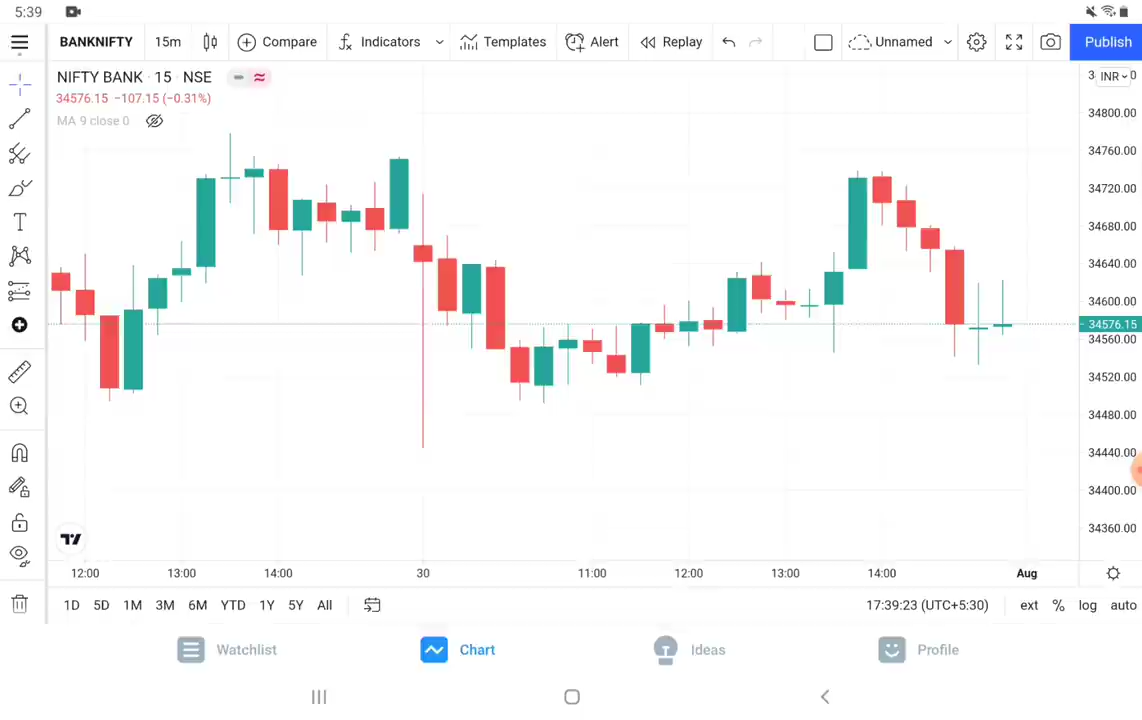 5:39
BANKNIFTY 15m Compare Indicators Templates Alert Replay Unnamed Publish
NIFTY BANK · 15 · NSE
34576.15 −107.15 (−0.31%)
MA 9 close 0
INR
34800.00
34760.00
34720.00
34680.00
34640.00
34600.00
34576.15
34560.00
34520.00
34480.00
34440.00
34400.00
34360.00
12:00 13:00 14:00 30 11:00 12:00 13:00 14:00 Aug
1D 5D 1M 3M 6M YTD 1Y 5Y All 17:39:23 (UTC+5:30) ext % log auto
Watchlist Chart Ideas Profile